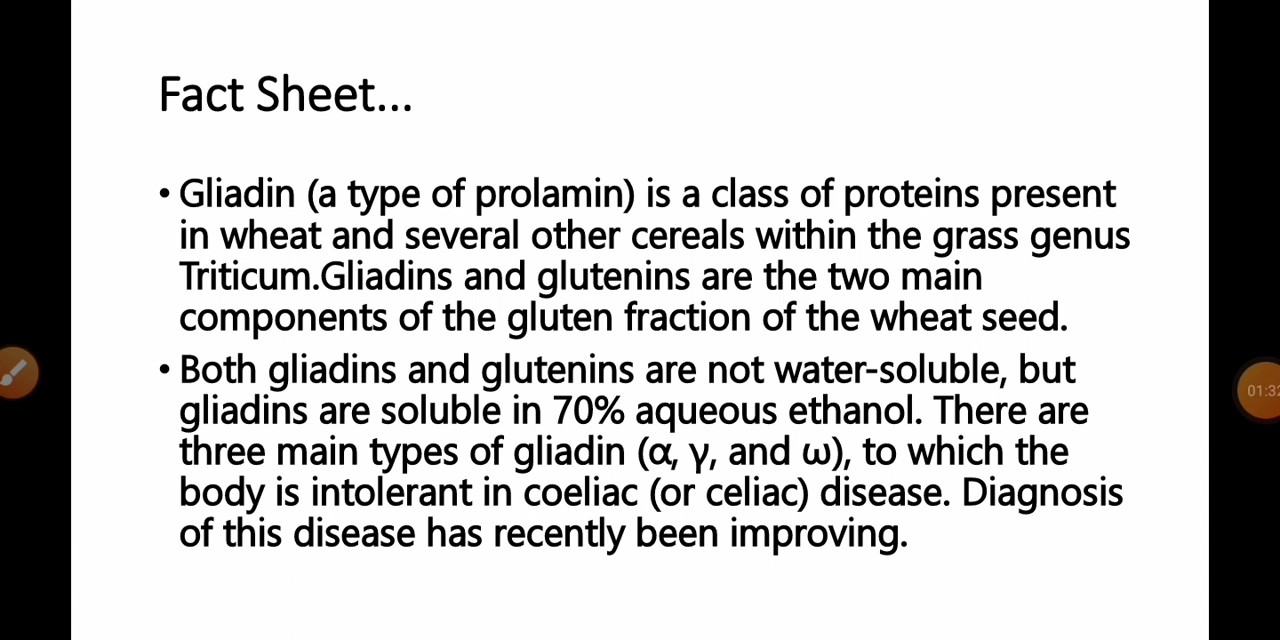 Fact Sheet...
• Gliadin (a type of prolamin) is a class of proteins present
in wheat and several other cereals within the grass genus
Triticum.Gliadins and glutenins are the two main
components of the gluten fraction of the wheat seed.
• Both gliadins and glutenins are not water-soluble, but
gliadins are soluble in 70% aqueous ethanol. There are
three main types of gliadin (α, γ, and ω), to which the
body is intolerant in coeliac (or celiac) disease. Diagnosis
of this disease has recently been improving.